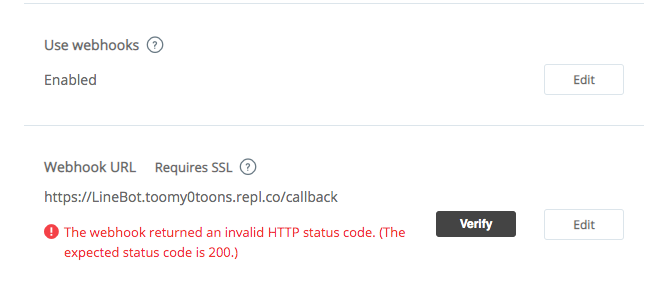 Use webhooks ?
Enabled
Edit
Webhook URL Requires SSL ?
https://LineBot.toomy0toons.repl.co/callback
! The webhook returned an invalid HTTP status code. (The
expected status code is 200.)
Verify
Edit